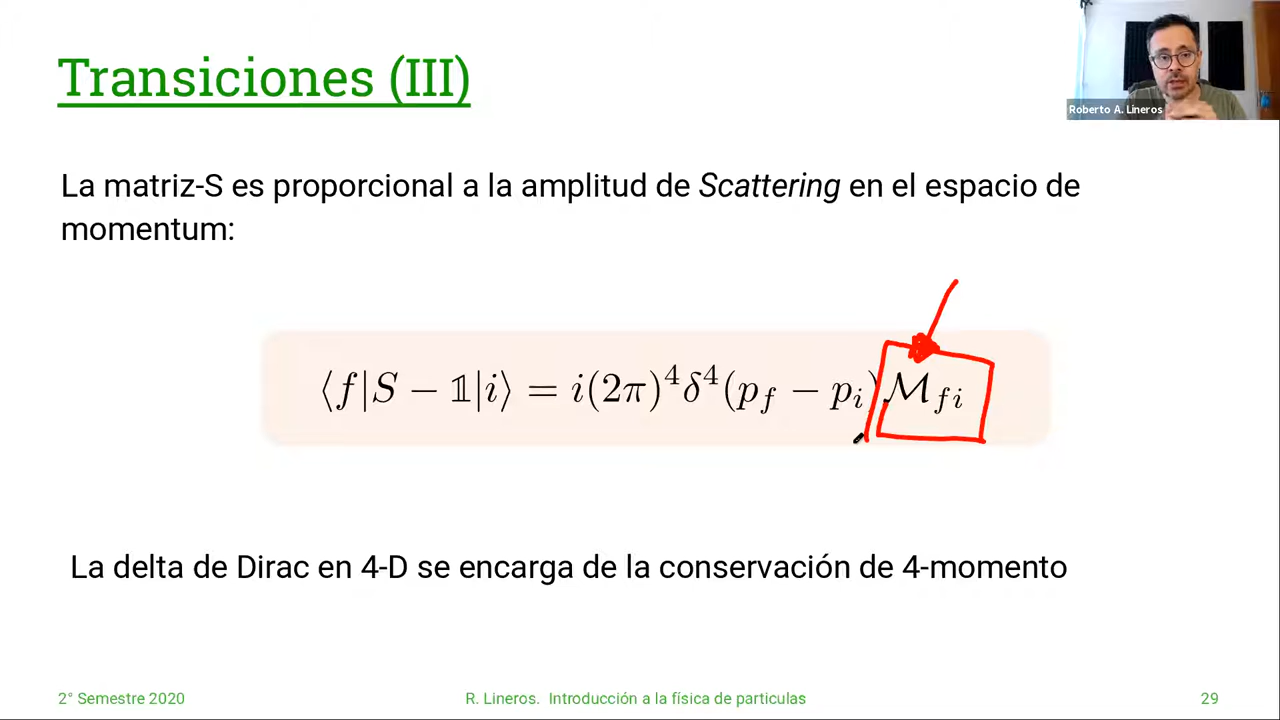 Transiciones (III)
Roberto A. Lineros
La matriz-S es proporcional a la amplitud de Scattering en el espacio de
momentum:
⟨f|S − 𝟙|i⟩ = i(2π)⁴δ⁴(p_f − p_i)ℳ_{fi}
La delta de Dirac en 4-D se encarga de la conservación de 4-momento
2° Semestre 2020
R. Lineros. Introducción a la física de particulas
29